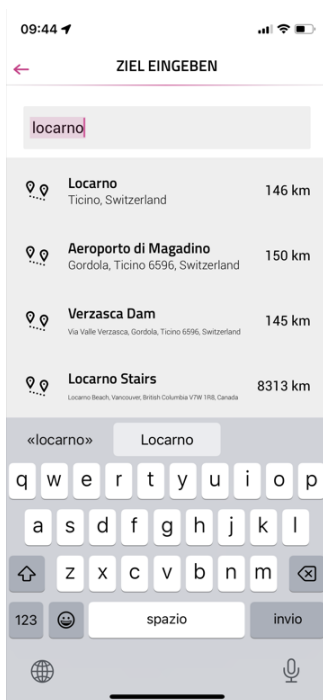 09:44
ZIEL EINGEBEN
locarno
Locarno
Ticino, Switzerland
146 km
Aeroporto di Magadino
Gordola, Ticino 6596, Switzerland
150 km
Verzasca Dam
Via Valle Verzasca, Gordola, Ticino 6596, Switzerland
145 km
Locarno Stairs
Locarno Beach, Vancouver, British Columbia V7W 1R8, Canada
8313 km
«locarno» Locarno
q w e r t y u i o p
a s d f g h j k l
z x c v b n m
123 spazio invio